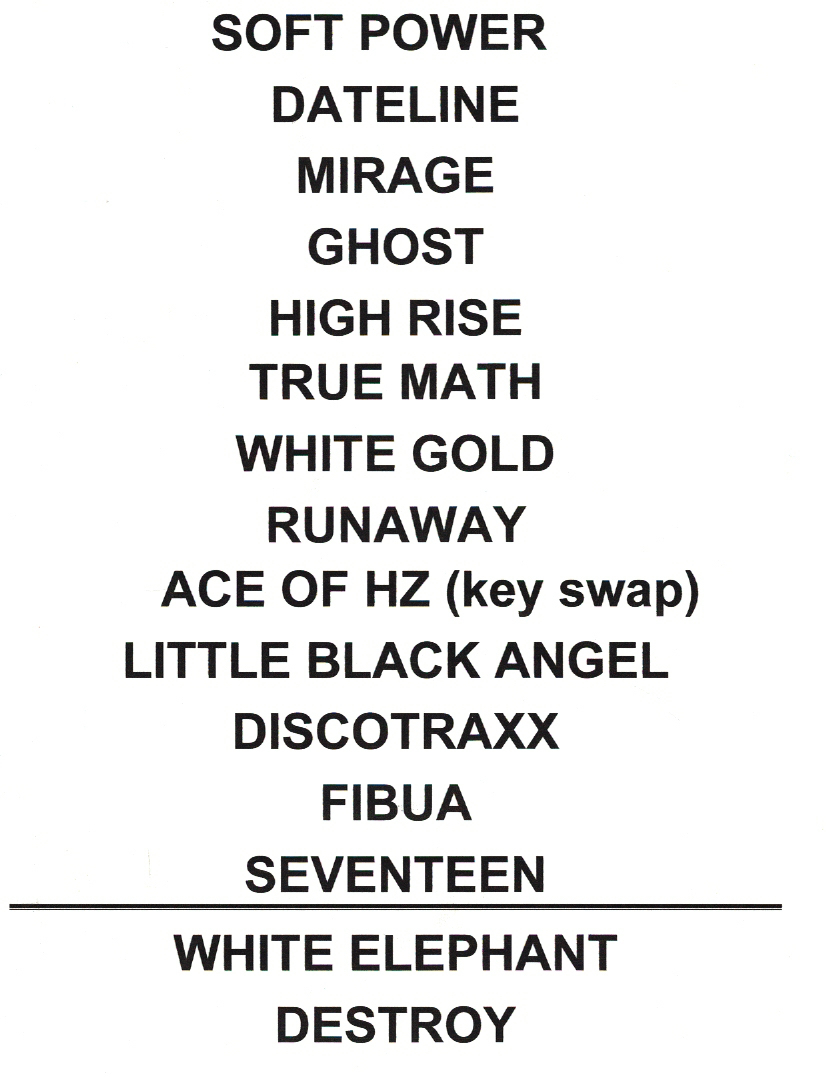 SOFT POWER
DATELINE
MIRAGE
GHOST
HIGH RISE
TRUE MATH
WHITE GOLD
RUNAWAY
ACE OF HZ (key swap)
LITTLE BLACK ANGEL
DISCOTRAXX
FIBUA
SEVENTEEN
WHITE ELEPHANT
DESTROY